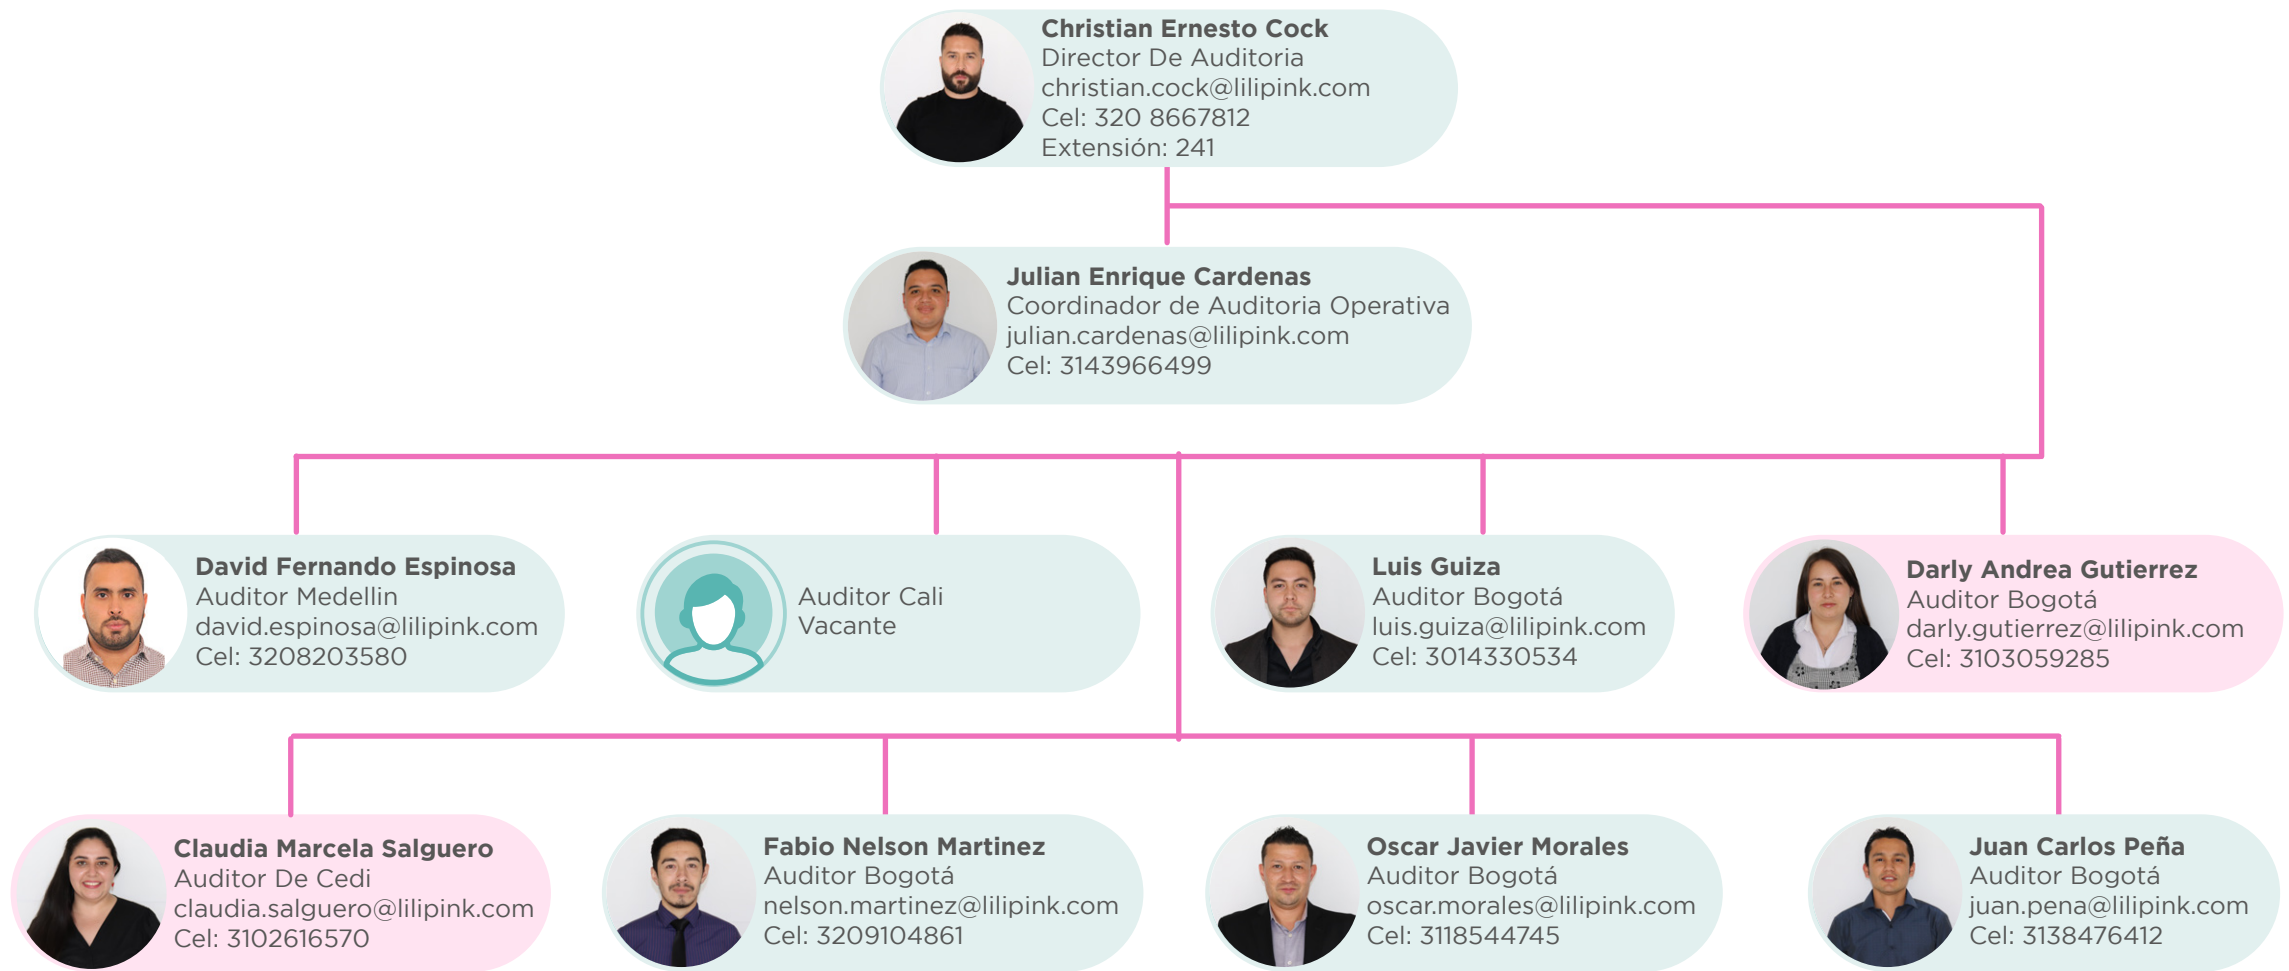 Christian Ernesto Cock
Director De Auditoria
christian.cock@lilipink.com
Cel: 320 8667812
Extensión: 241
Julian Enrique Cardenas
Coordinador de Auditoria Operativa
julian.cardenas@lilipink.com
Cel: 3143966499
David Fernando Espinosa
Auditor Medellin
david.espinosa@lilipink.com
Cel: 3208203580
Auditor Cali
Vacante
Luis Guiza
Auditor Bogotá
luis.guiza@lilipink.com
Cel: 3014330534
Darly Andrea Gutierrez
Auditor Bogotá
darly.gutierrez@lilipink.com
Cel: 3103059285
Claudia Marcela Salguero
Auditor De Cedi
claudia.salguero@lilipink.com
Cel: 3102616570
Fabio Nelson Martinez
Auditor Bogotá
nelson.martinez@lilipink.com
Cel: 3209104861
Oscar Javier Morales
Auditor Bogotá
oscar.morales@lilipink.com
Cel: 3118544745
Juan Carlos Peña
Auditor Bogotá
juan.pena@lilipink.com
Cel: 3138476412